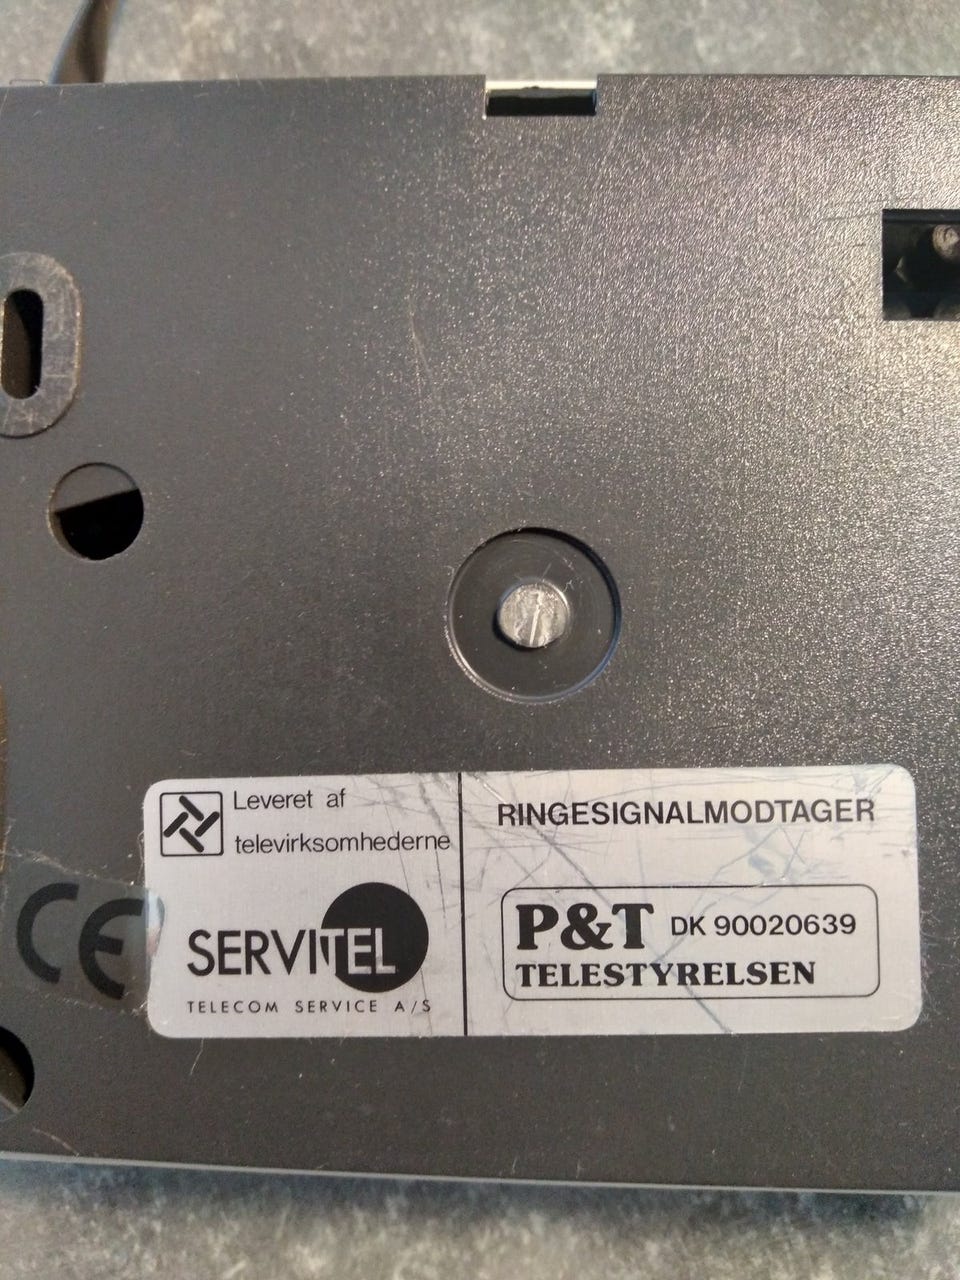 Leveret af
televirksomhederne
SERVITEL
TELECOM SERVICE A/S
RINGESIGNALMODTAGER
P&T DK 90020639
TELESTYRELSEN
CE